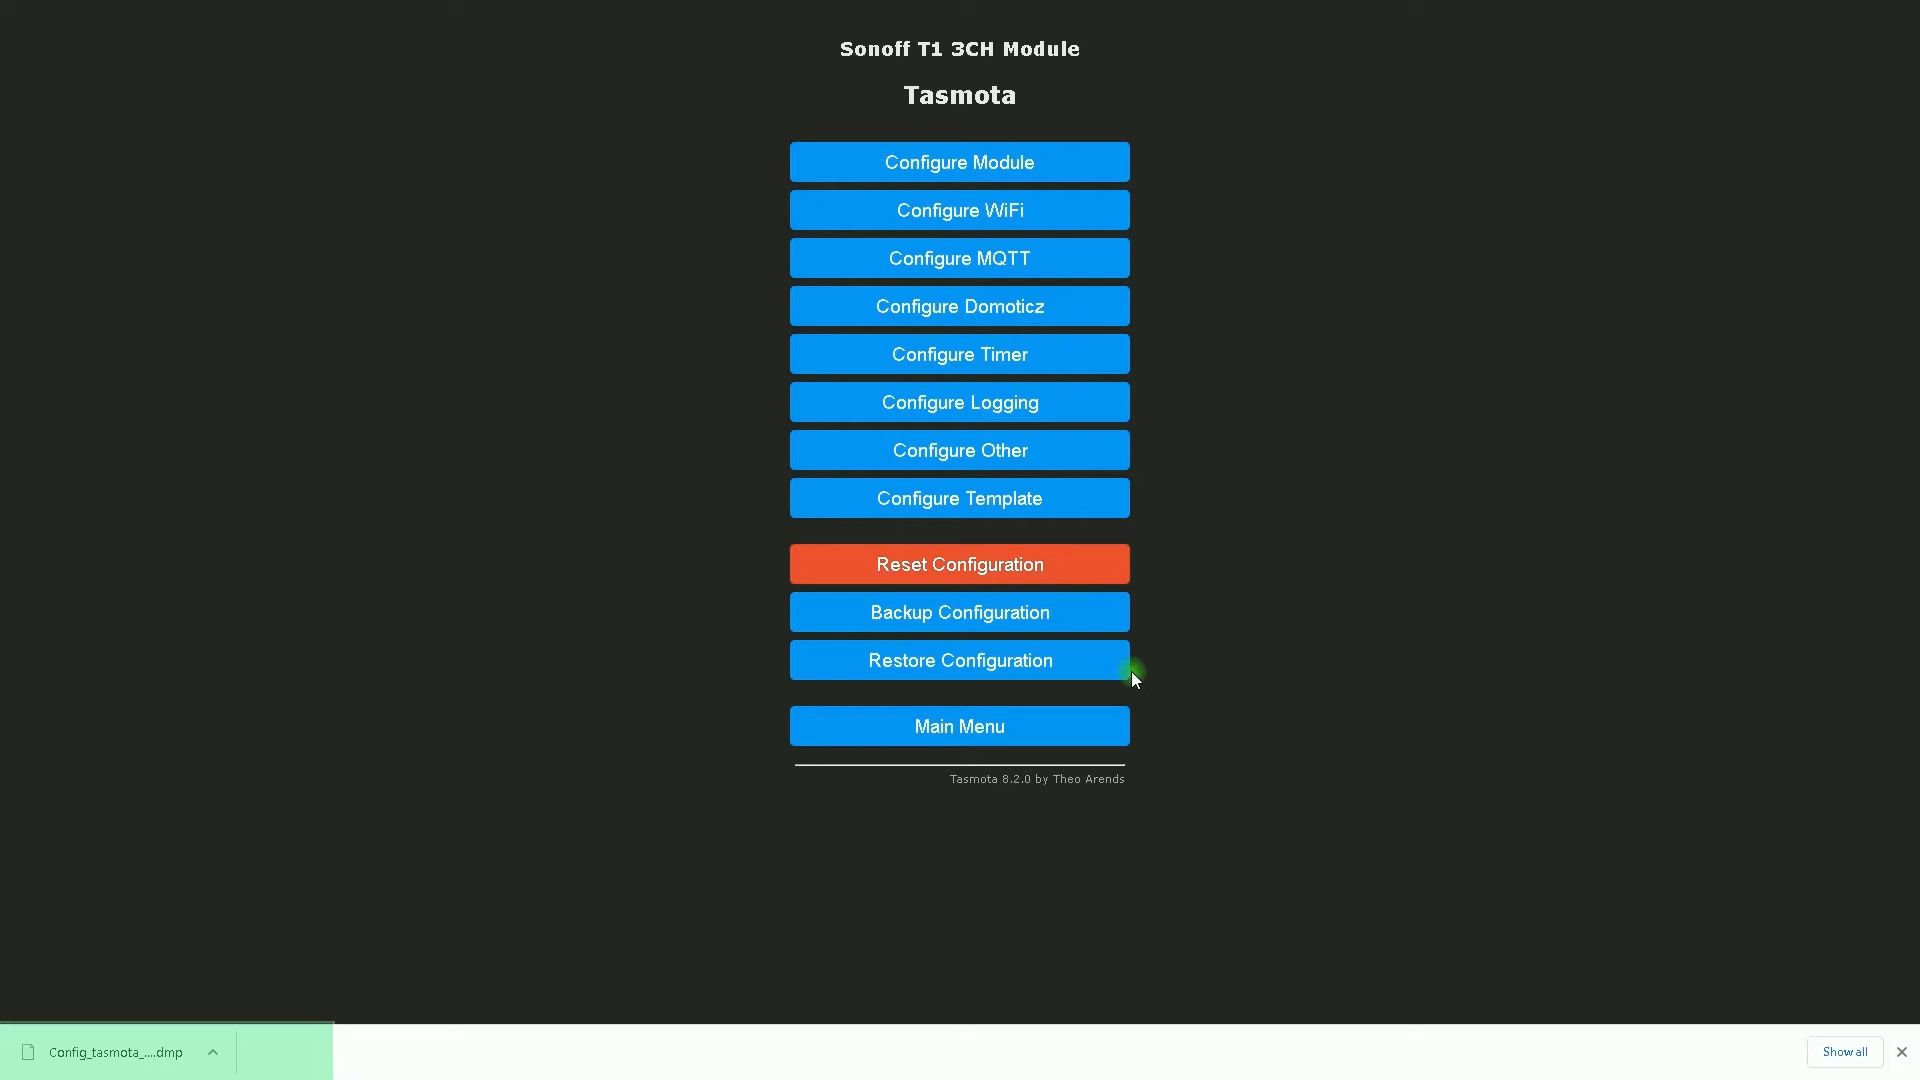 Sonoff T1 3CH Module
Tasmota
Configure Module
Configure WiFi
Configure MQTT
Configure Domoticz
Configure Timer
Configure Logging
Configure Other
Configure Template
Reset Configuration
Backup Configuration
Restore Configuration
Main Menu
Tasmota 8.2.0 by Theo Arends
Config_tasmota_....dmp
Show all